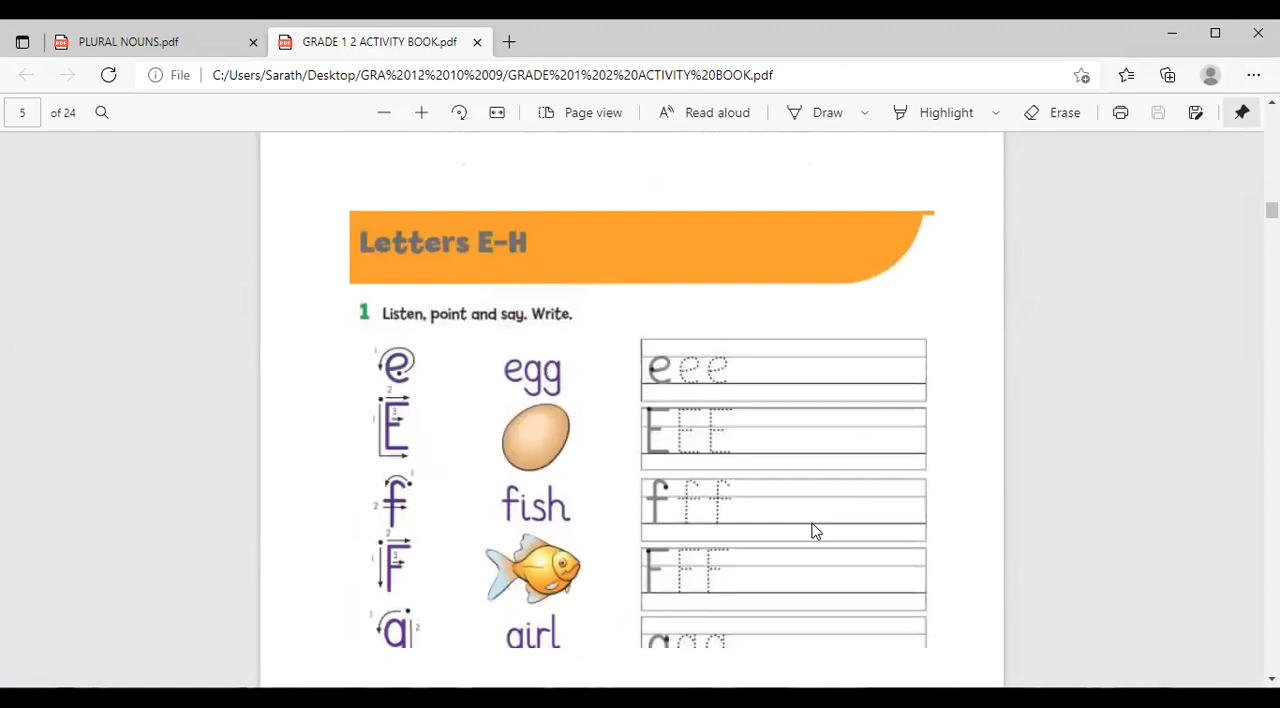 PLURAL NOUNS.pdf
GRADE 1 2 ACTIVITY BOOK.pdf
File C:/Users/Sarath/Desktop/GRA%2012%2010%2009/GRADE%201%202%20ACTIVITY%20BOOK.pdf
5 of 24 Page view Read aloud Draw Highlight Erase
Letters E-H
1 Listen, point and say. Write.
e egg e e e
E E E E
f fish f f f
F F F F
g girl g g g